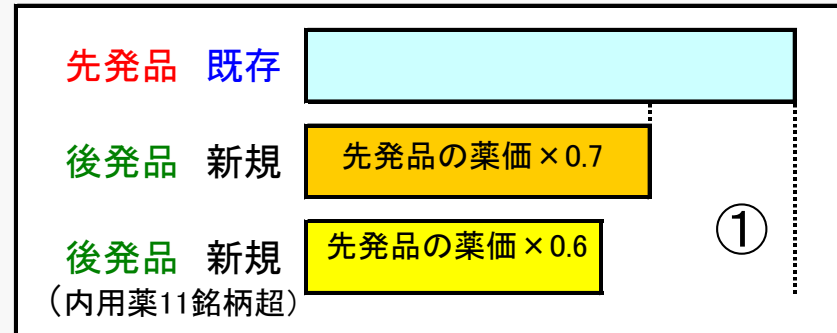 先発品 既存
後発品 新規 先発品の薬価×0.7
①
後発品 新規 先発品の薬価×0.6
(内用薬11銘柄超)